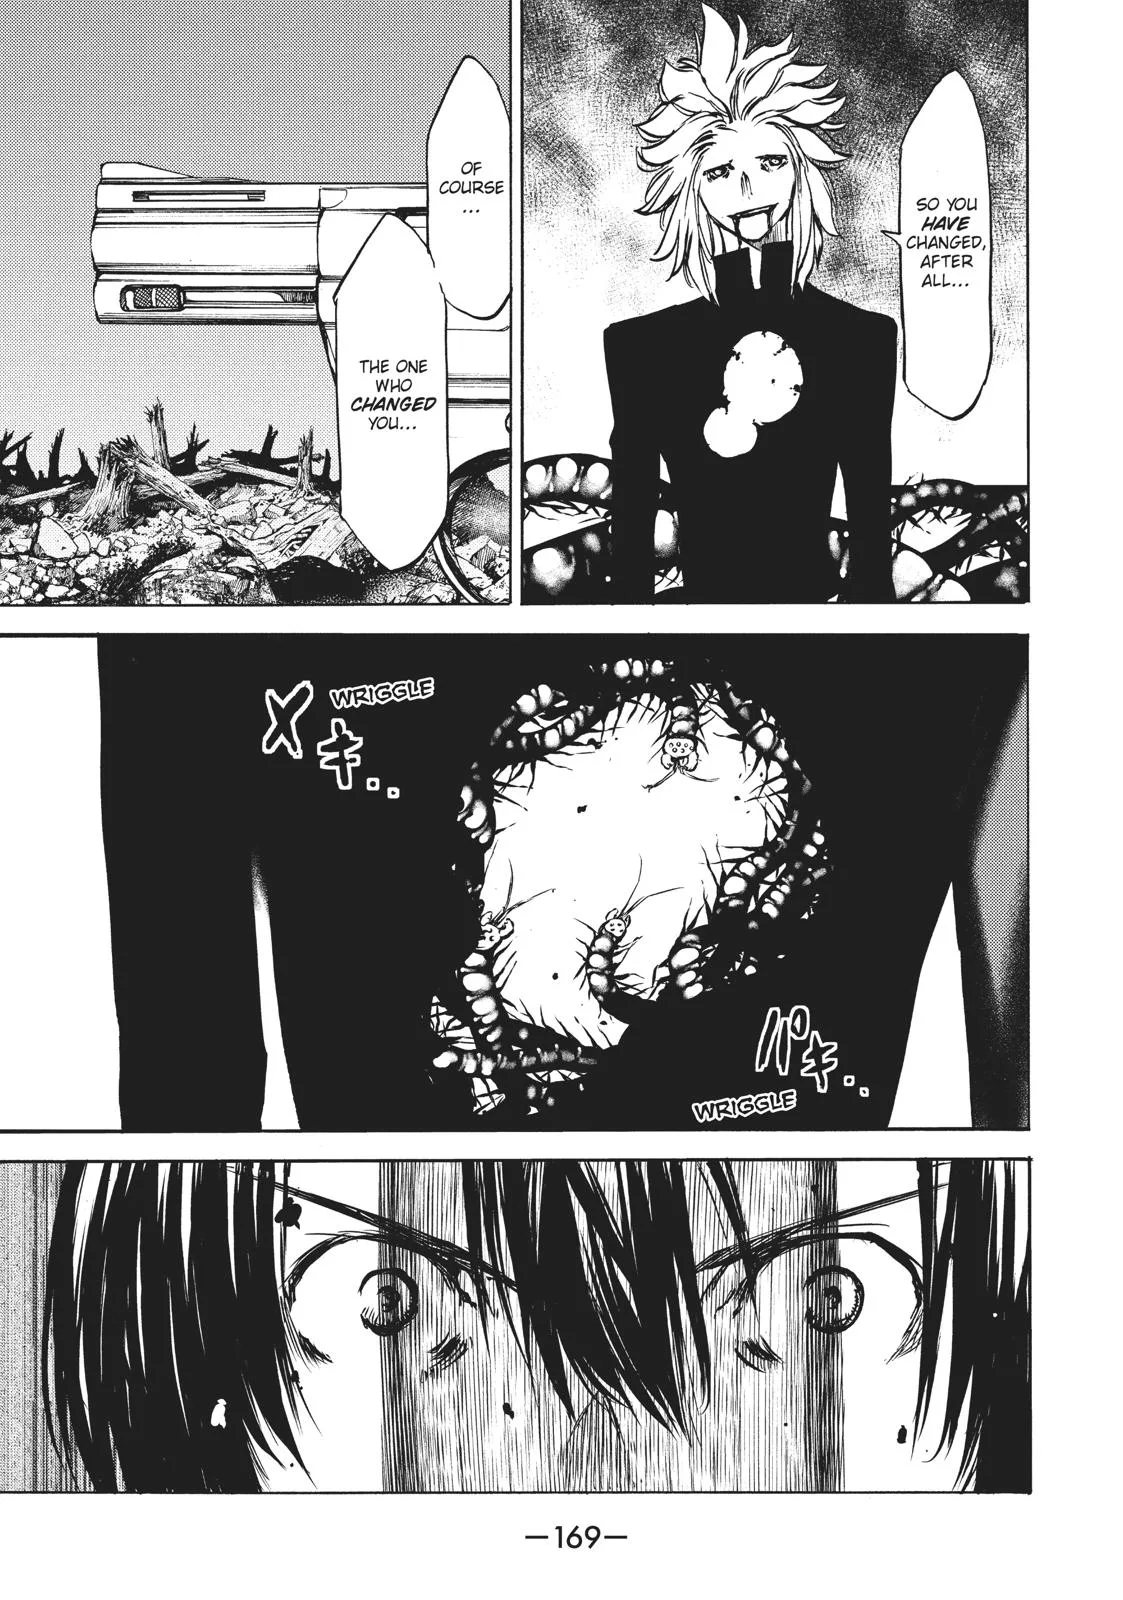 SO YOU
HAVE
CHANGED,
AFTER
ALL...
OF
COURSE
...
THE ONE
WHO
CHANGED
YOU...
WRIGGLE
メキ..
パキ..
WRIGGLE
—169—